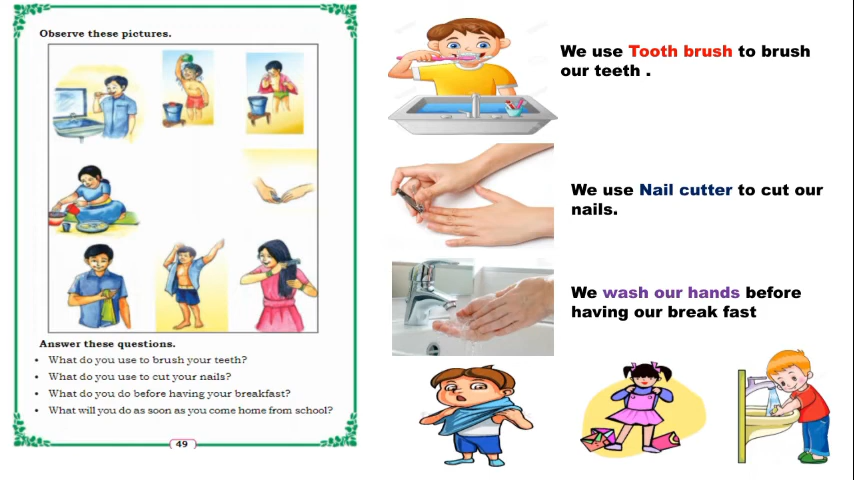 Observe these pictures.
Answer these questions.
• What do you use to brush your teeth?
• What do you use to cut your nails?
• What do you do before having your breakfast?
• What will you do as soon as you come home from school?
49
We use Tooth brush to brush
our teeth .
We use Nail cutter to cut our
nails.
We wash our hands before
having our break fast